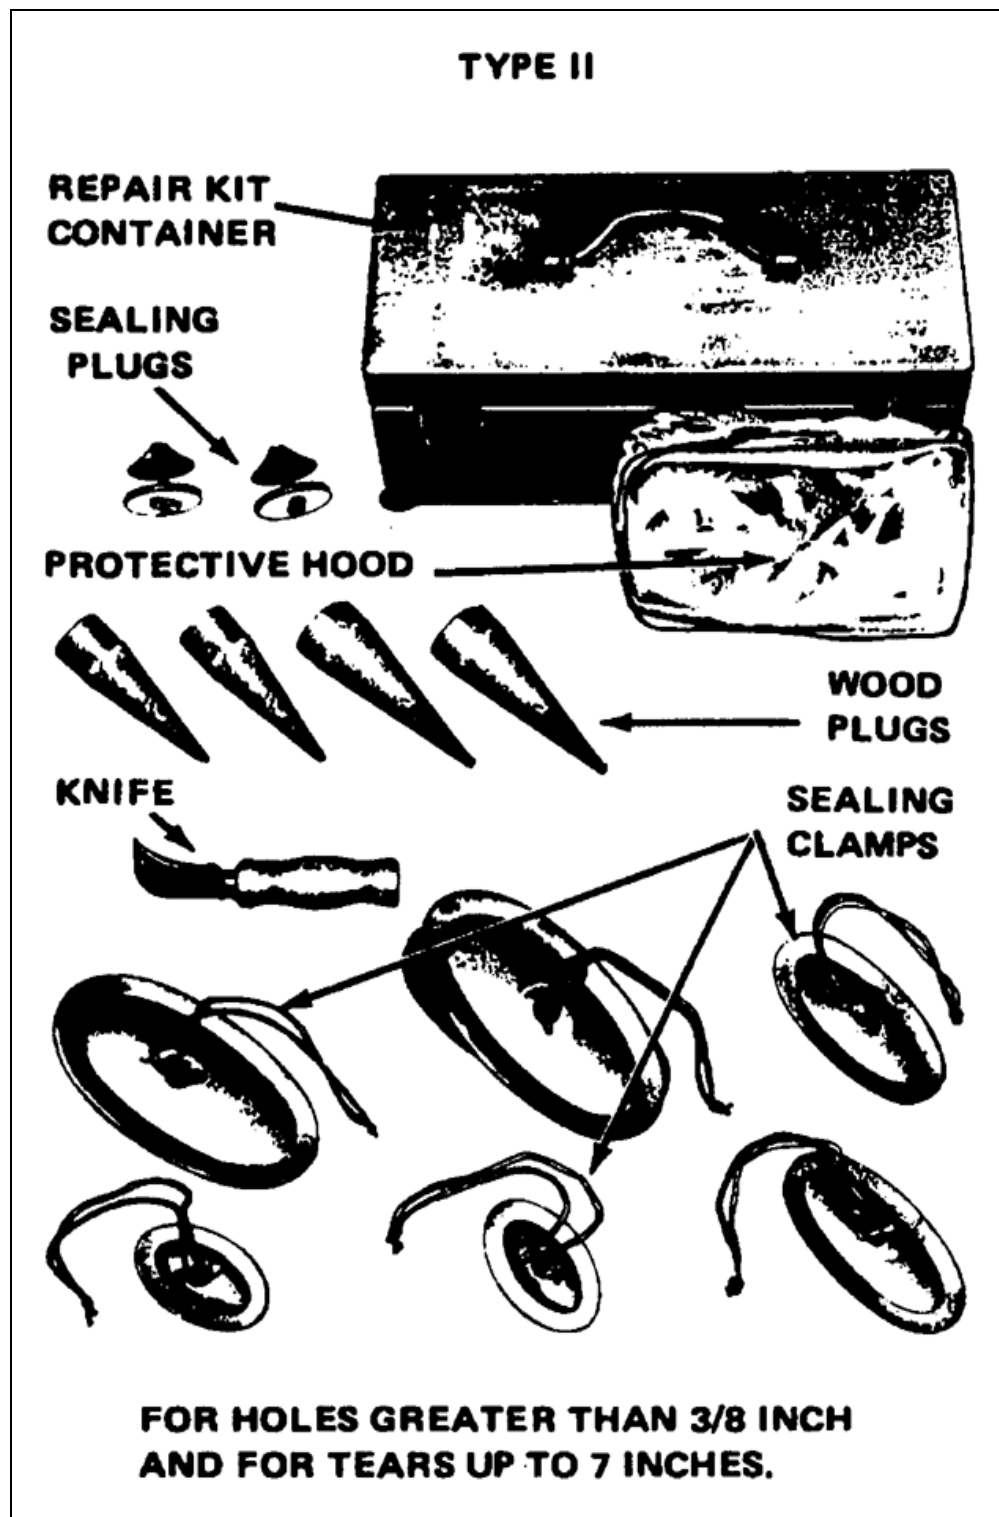 TYPE II
REPAIR KIT
CONTAINER
SEALING
PLUGS
PROTECTIVE HOOD
WOOD
PLUGS
KNIFE
SEALING
CLAMPS
FOR HOLES GREATER THAN 3/8 INCH
AND FOR TEARS UP TO 7 INCHES.